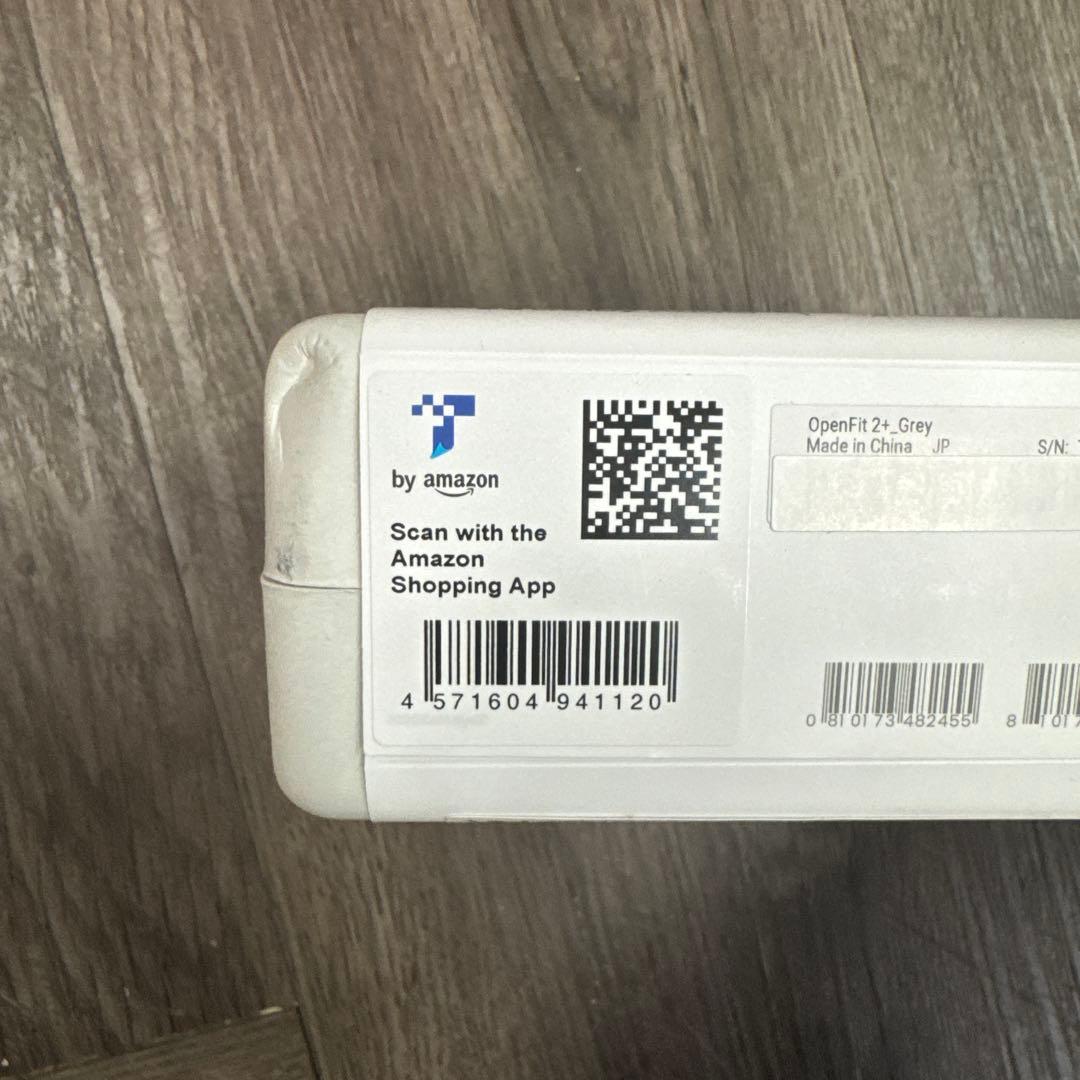 by amazon
Scan with the
Amazon
Shopping App
4 571604 941120
OpenFit 2+_Grey
Made in China JP
S/N:
0 810173 482455
8